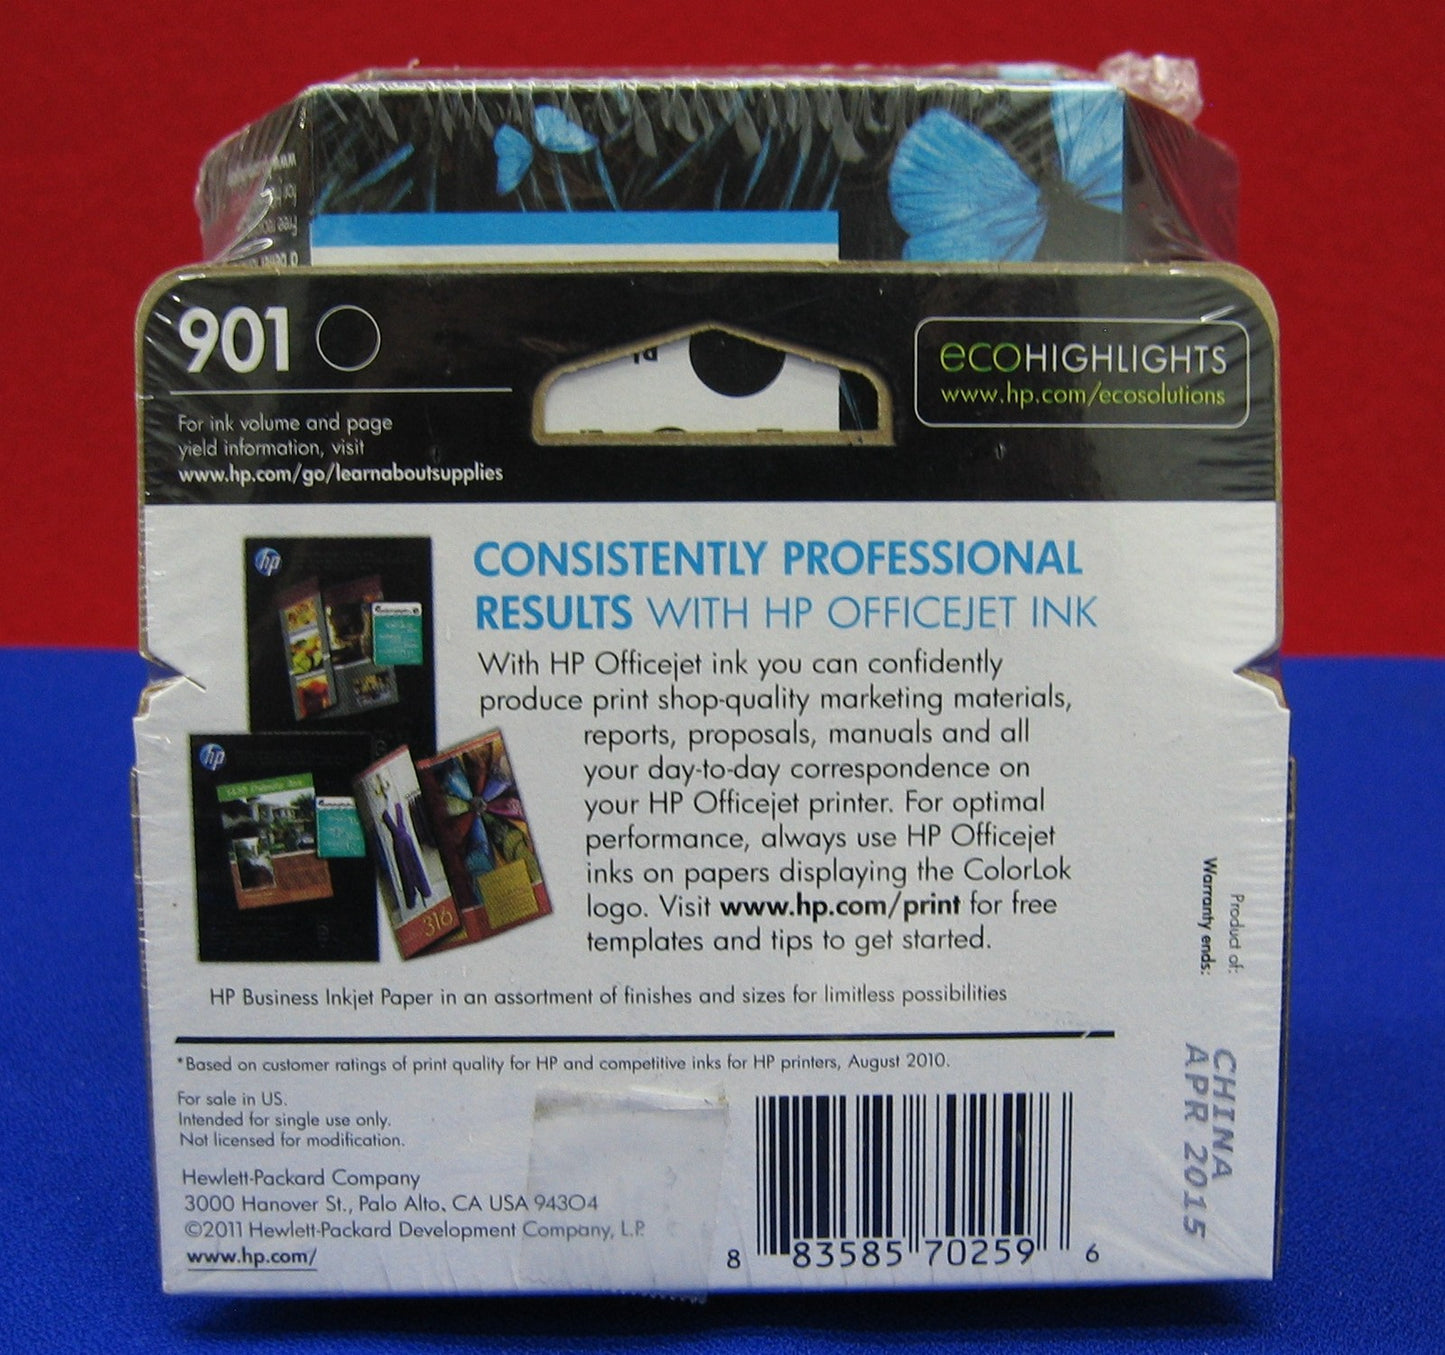 901
For ink volume and page
yield information, visit
www.hp.com/go/learnaboutsupplies
ecoHIGHLIGHTS
www.hp.com/ecosolutions
hp
hp
316
CONSISTENTLY PROFESSIONAL
RESULTS WITH HP OFFICEJET INK
With HP Officejet ink you can confidently
produce print shop-quality marketing materials,
reports, proposals, manuals and all
your day-to-day correspondence on
your HP Officejet printer. For optimal
performance, always use HP Officejet
inks on papers displaying the ColorLok
logo. Visit www.hp.com/print for free
templates and tips to get started.
HP Business Inkjet Paper in an assortment of finishes and sizes for limitless possibilities
*Based on customer ratings of print quality for HP and competitive inks for HP printers, August 2010.
For sale in US.
Intended for single use only.
Not licensed for modification.
Hewlett-Packard Company
3000 Hanover St., Palo Alto, CA USA 94304
©2011 Hewlett-Packard Development Company, L.P.
www.hp.com/
8 83585 70259 6
Product of:
CHINA
Warranty ends:
APR 2015